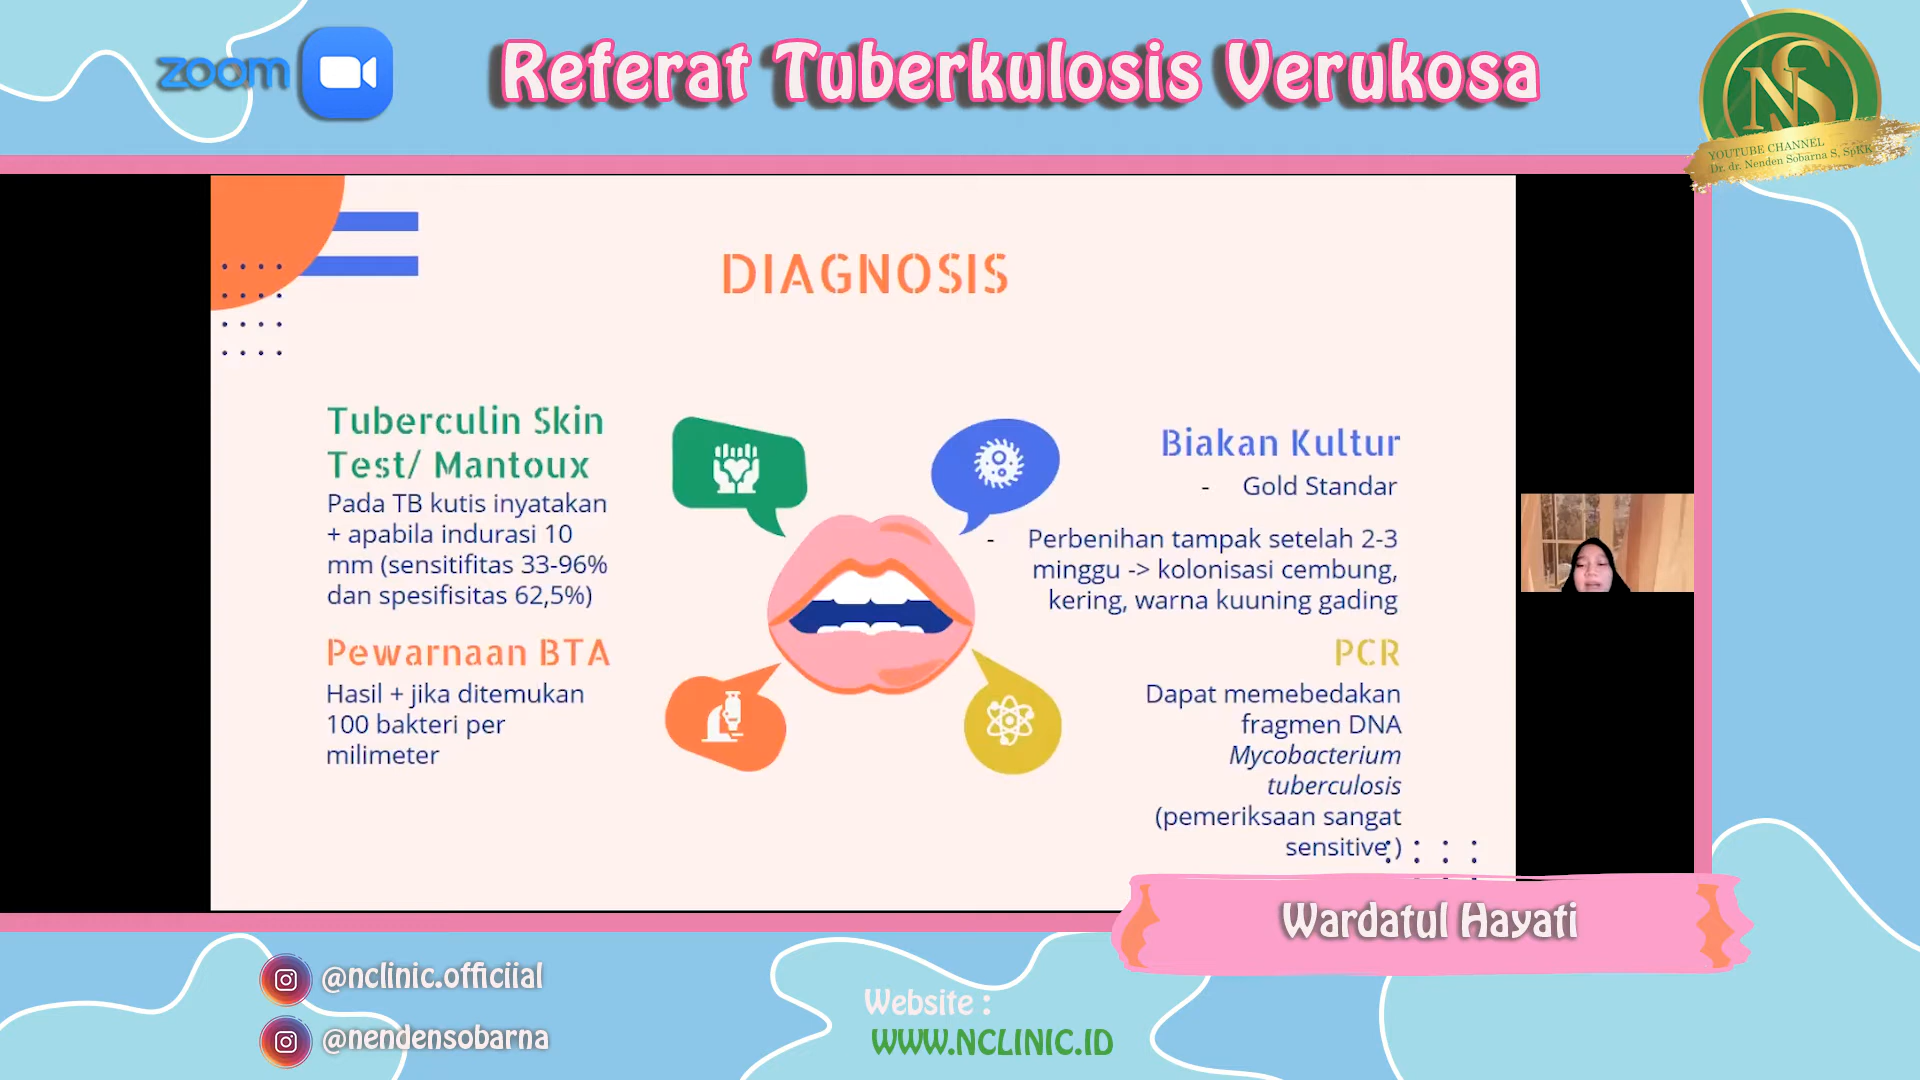 zoom
Referat Tuberkulosis Verukosa
NS
YOUTUBE CHANNEL
Dr. dr. Nenden Sobarna S, SpKK
DIAGNOSIS
Tuberculin Skin
Test/ Mantoux
Pada TB kutis inyatakan
+ apabila indurasi 10
mm (sensitifitas 33-96%
dan spesifisitas 62,5%)
Pewarnaan BTA
Hasil + jika ditemukan
100 bakteri per
milimeter
Biakan Kultur
- Gold Standar
- Perbenihan tampak setelah 2-3
minggu -> kolonisasi cembung,
kering, warna kuuning gading
PCR
Dapat memebedakan
fragmen DNA
Mycobacterium
tuberculosis
(pemeriksaan sangat
sensitive )
Wardatul Hayati
@nclinic.officiial
@nendensobarna
Website :
WWW.NCLINIC.ID